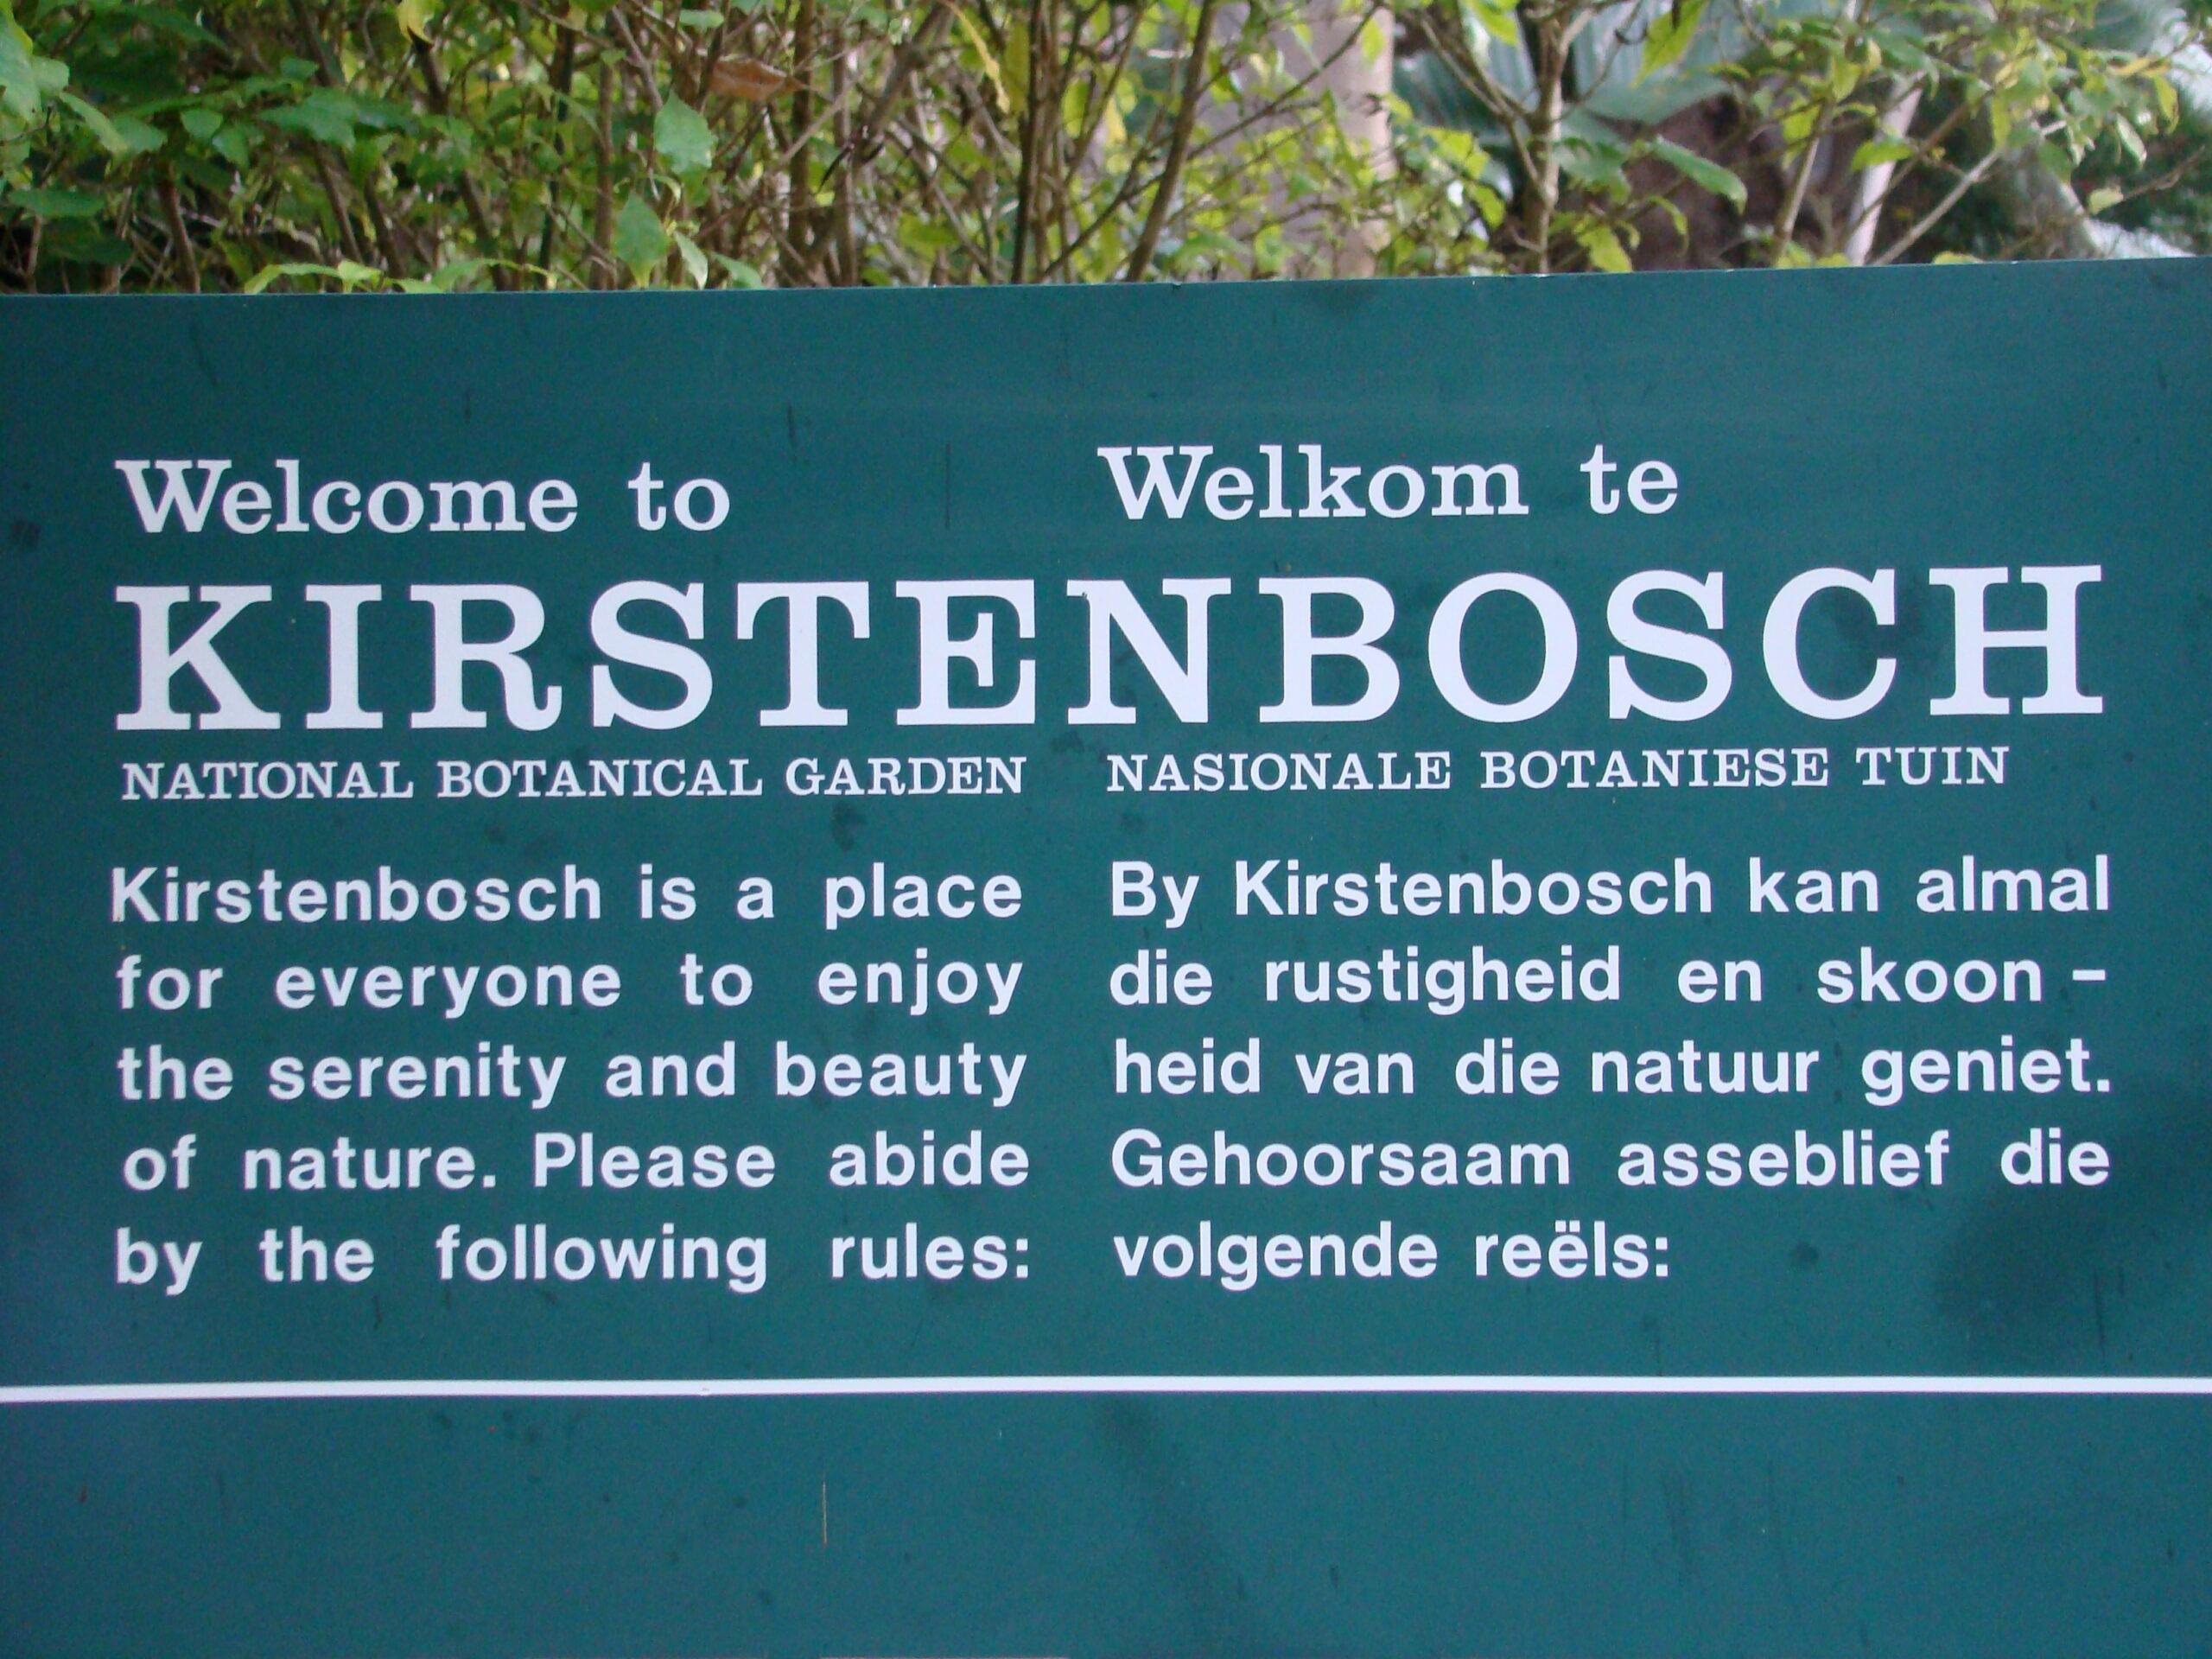 Welcome to
Welkom te
KIRSTENBOSCH
NATIONAL BOTANICAL GARDEN
NASIONALE BOTANIESE TUIN
Kirstenbosch is a place
for everyone to enjoy
the serenity and beauty
of nature. Please abide
by the following rules:
By Kirstenbosch kan almal
die rustigheid en skoon –
heid van die natuur geniet.
Gehoorsaam asseblief die
volgende reëls: